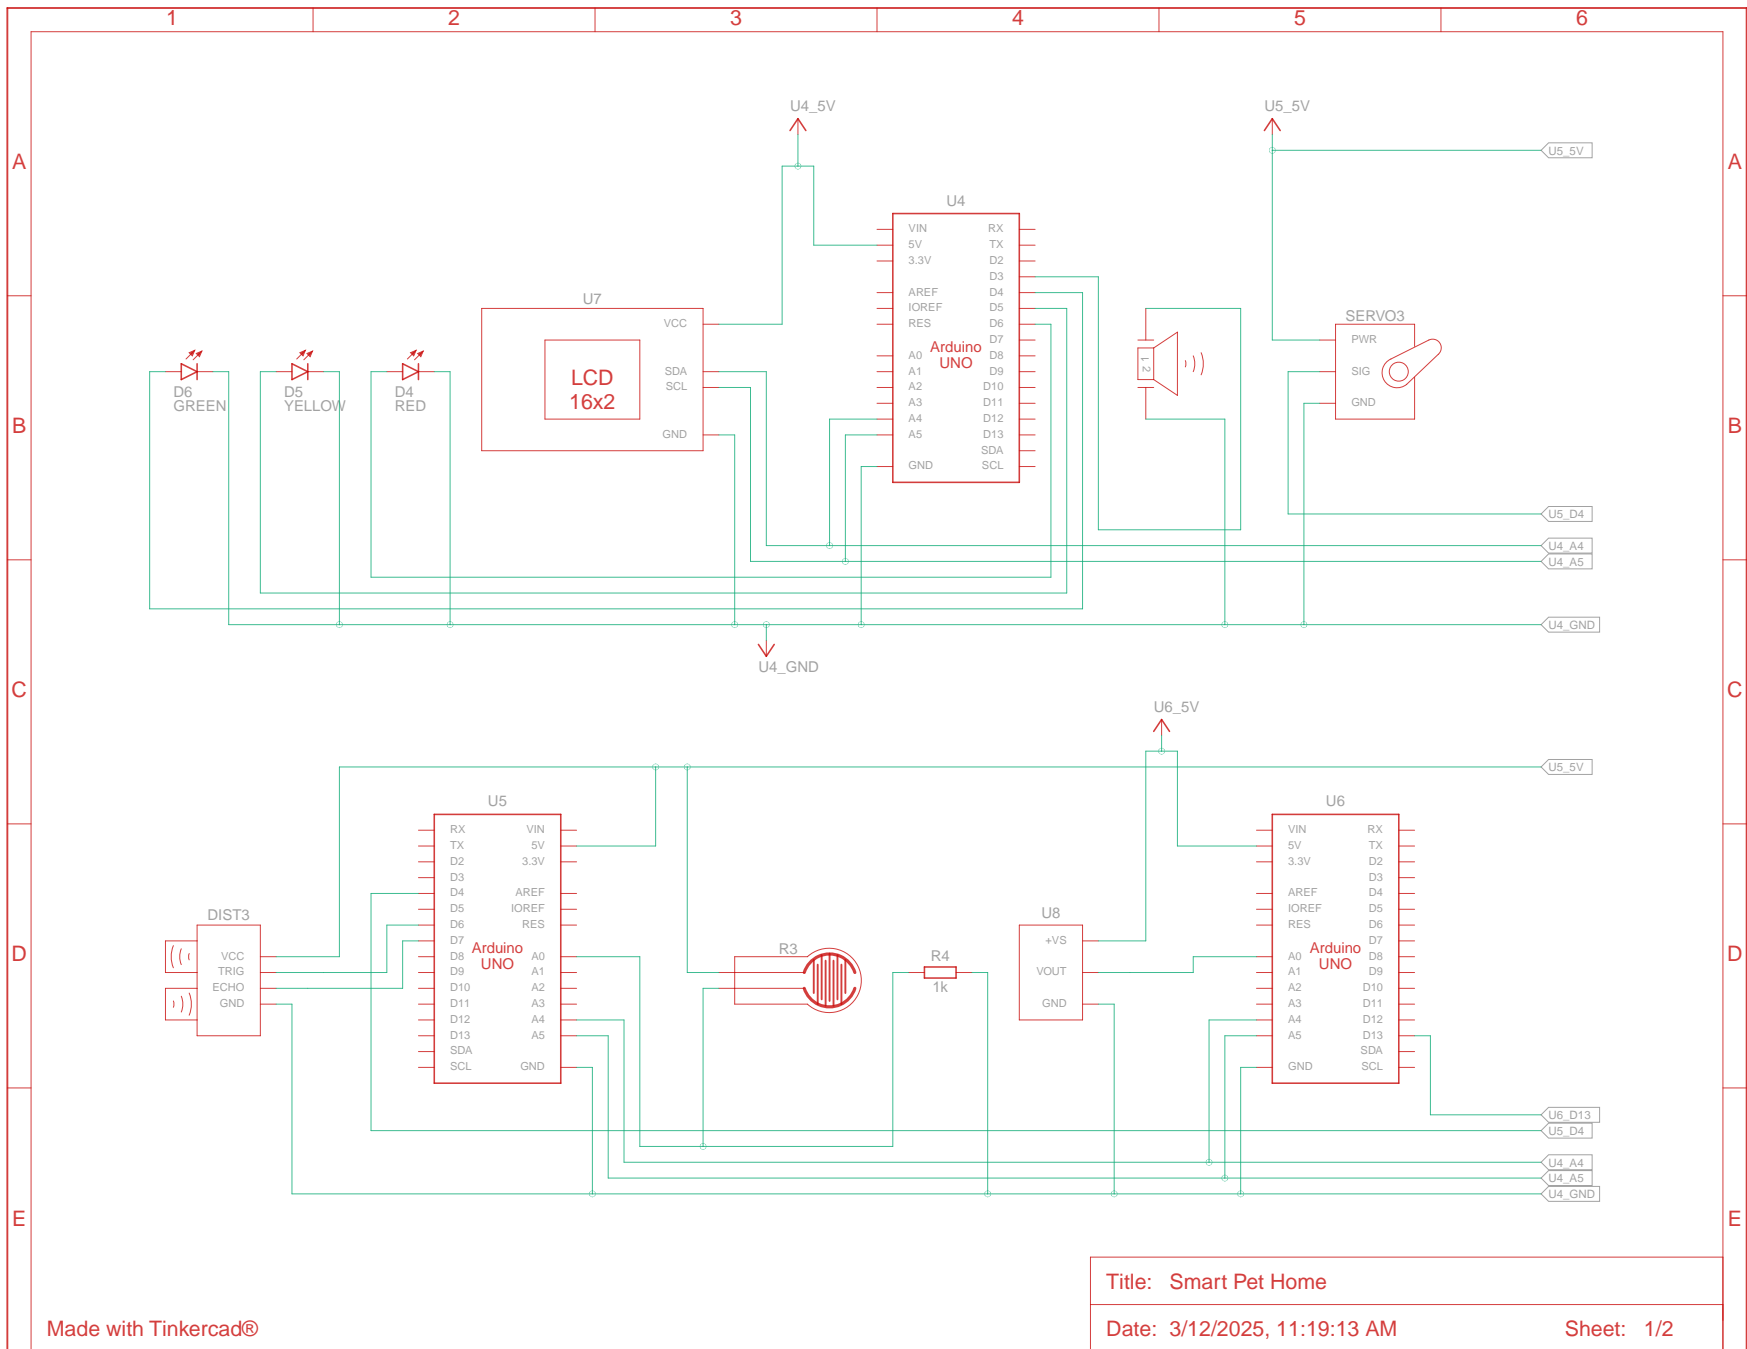 1 2 3 4 5 6
U4_5V U5_5V
A U5_5V A
U4
VIN RX
5V TX
3.3V D2
D3
AREF D4
IOREF D5
RES D6
D7
A0 D8
A1 D9
A2 D10
A3 D11
A4 D12
A5 D13
SDA
GND SCL
Arduino
UNO
U7
VCC
SDA
SCL
GND
LCD
16x2
1 2
SERVO3
PWR
SIG
GND
D6
GREEN
D5
YELLOW
D4
RED
B B
U5_D4
U4_A4
U4_A5
U4_GND
U4_GND
C C
U6_5V
U5_5V
U5
RX VIN
TX 5V
D2 3.3V
D3
D4 AREF
D5 IOREF
D6 RES
D7
D8 A0
D9 A1
D10 A2
D11 A3
D12 A4
D13 A5
SDA
SCL GND
Arduino
UNO
DIST3
VCC
TRIG
ECHO
GND
R3
R4
1k
U8
+VS
VOUT
GND
U6
VIN RX
5V TX
3.3V D2
D3
AREF D4
IOREF D5
RES D6
D7
A0 D8
A1 D9
A2 D10
A3 D11
A4 D12
A5 D13
SDA
GND SCL
Arduino
UNO
D D
U6_D13
U5_D4
U4_A4
U4_A5
U4_GND
E E
Title: Smart Pet Home
Made with Tinkercad®
Date: 3/12/2025, 11:19:13 AM Sheet: 1/2